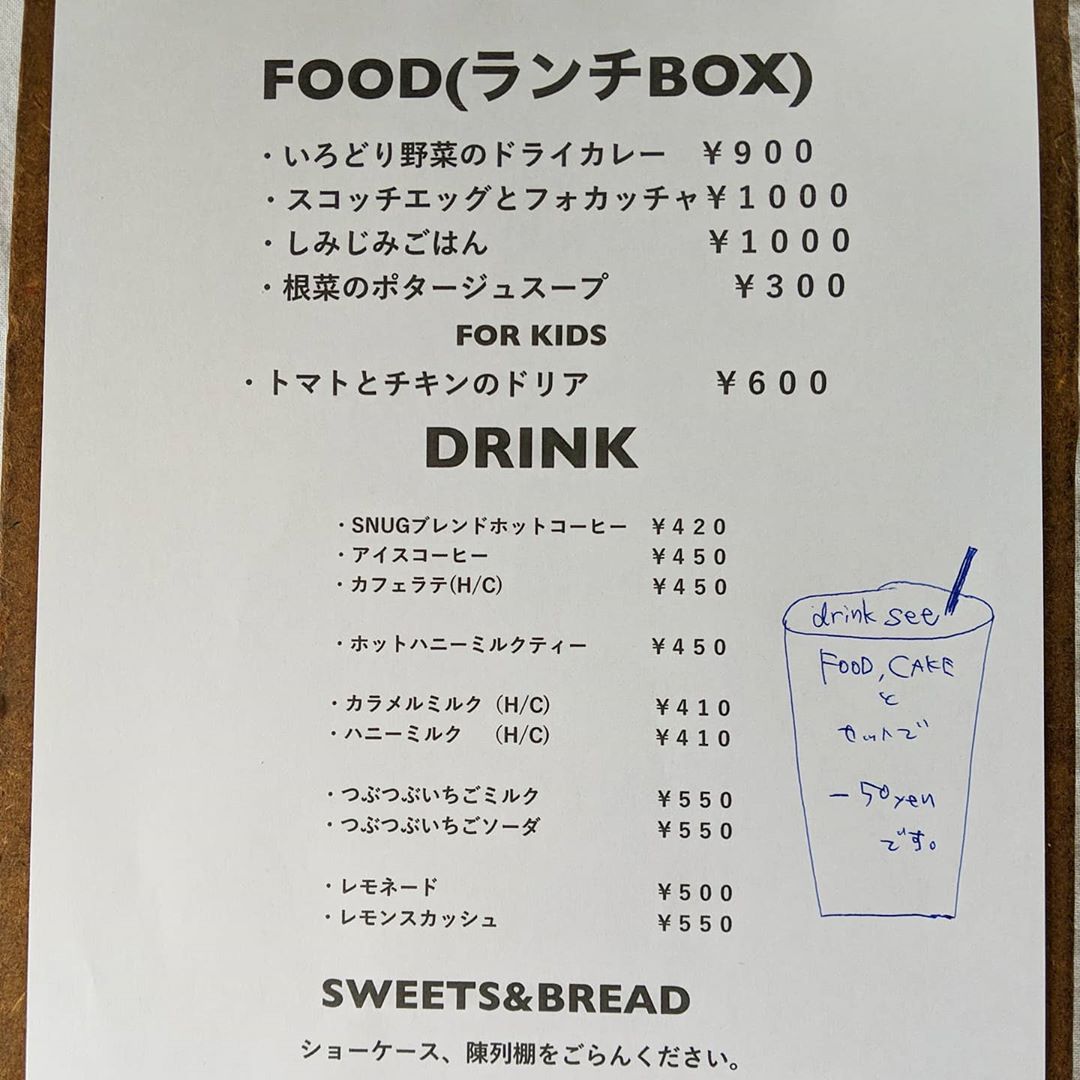 FOOD(ランチBOX)
・いろどり野菜のドライカレー ￥９００
・スコッチエッグとフォカッチャ￥１０００
・しみじみごはん ￥１０００
・根菜のポタージュスープ ￥３００
FOR KIDS
・トマトとチキンのドリア ￥６００
DRINK
・SNUGブレンドホットコーヒー ￥４２０
・アイスコーヒー ￥４５０
・カフェラテ(H/C) ￥４５０
・ホットハニーミルクティー ￥４５０
・カラメルミルク (H/C) ￥４１０
・ハニーミルク (H/C) ￥４１０
・つぶつぶいちごミルク ￥５５０
・つぶつぶいちごソーダ ￥５５０
・レモネード ￥５００
・レモンスカッシュ ￥５５０
drink see
FOOD, CAKE
と
セットで
－50yen
です。
SWEETS&BREAD
ショーケース、陳列棚をごらんください。